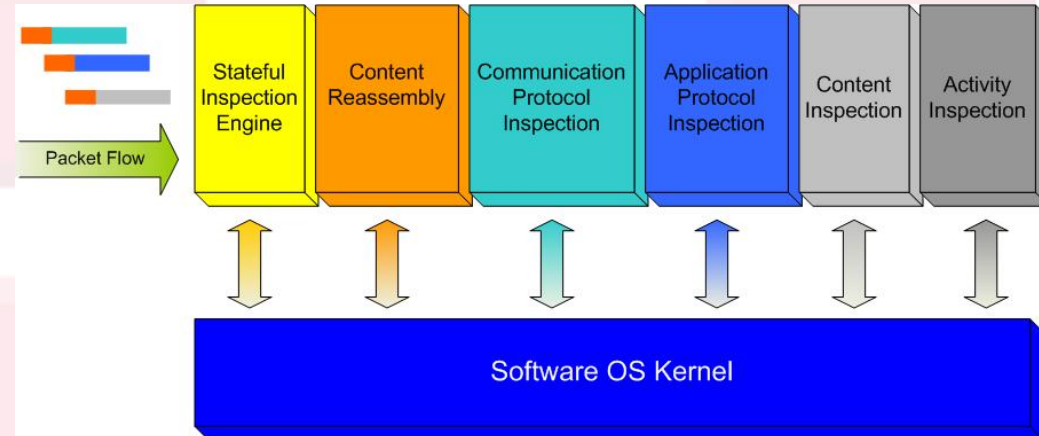 Packet Flow
Stateful
Inspection
Engine
Content
Reassembly
Communication
Protocol
Inspection
Application
Protocol
Inspection
Content
Inspection
Activity
Inspection
Software OS Kernel